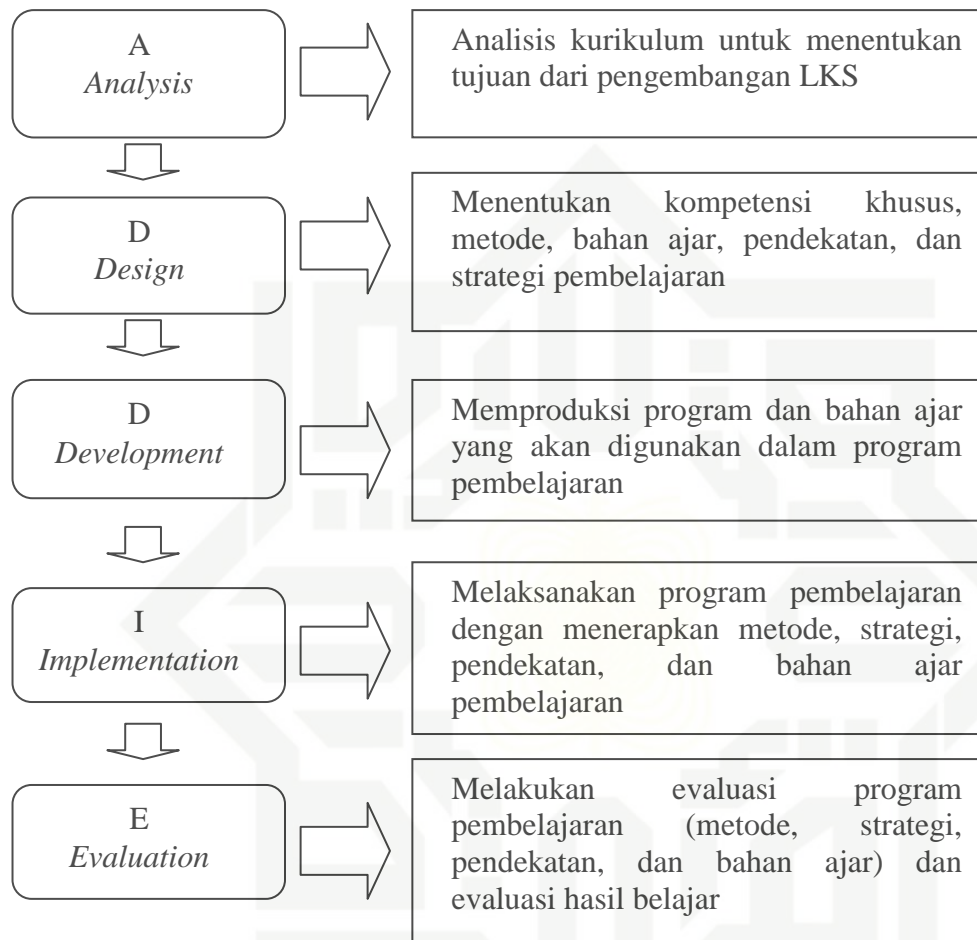 A
Analysis
Analisis kurikulum untuk menentukan
tujuan dari pengembangan LKS
D
Design
Menentukan kompetensi khusus,
metode, bahan ajar, pendekatan, dan
strategi pembelajaran
D
Development
Memproduksi program dan bahan ajar
yang akan digunakan dalam program
pembelajaran
I
Implementation
Melaksanakan program pembelajaran
dengan menerapkan metode, strategi,
pendekatan, dan bahan ajar
pembelajaran
E
Evaluation
Melakukan evaluasi program
pembelajaran (metode, strategi,
pendekatan, dan bahan ajar) dan
evaluasi hasil belajar